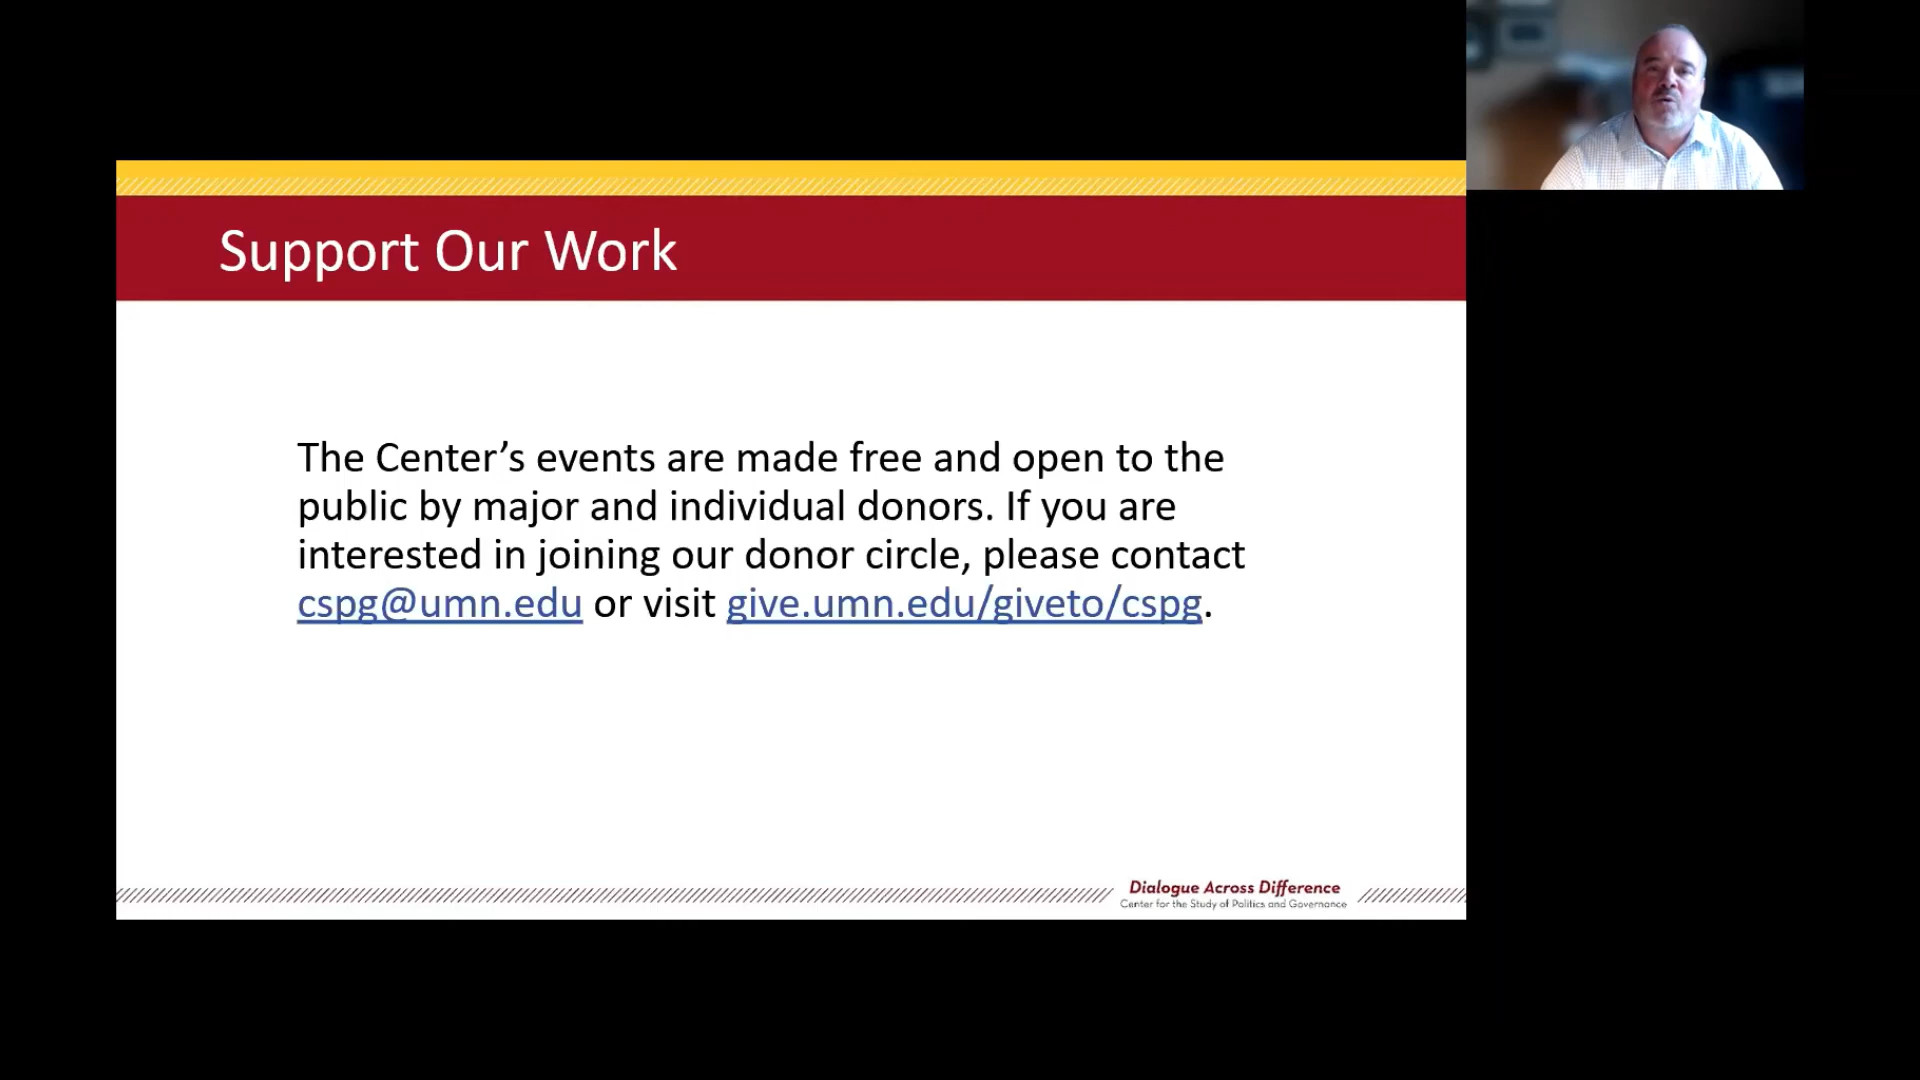 Support Our Work
The Center’s events are made free and open to the
public by major and individual donors. If you are
interested in joining our donor circle, please contact
cspg@umn.edu or visit give.umn.edu/giveto/cspg.
Dialogue Across Difference
Center for the Study of Politics and Governance